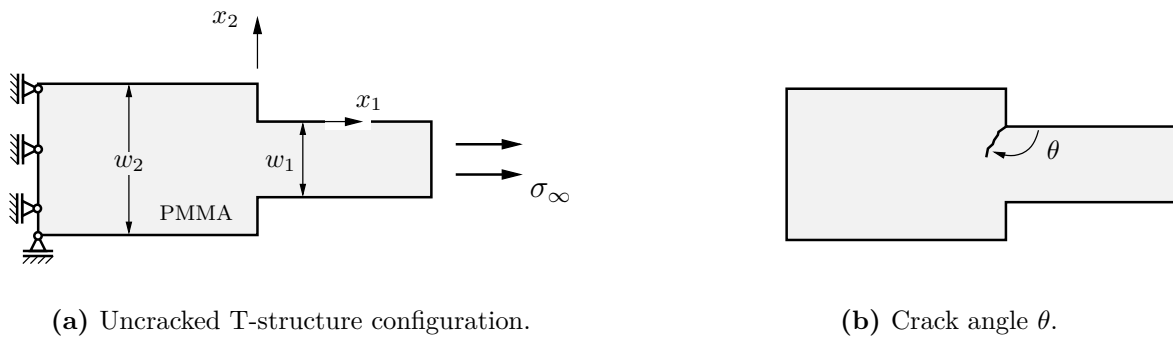 x₂
x₁
w₂
w₁
σ∞
PMMA
θ
(a) Uncracked T-structure configuration.
(b) Crack angle θ.